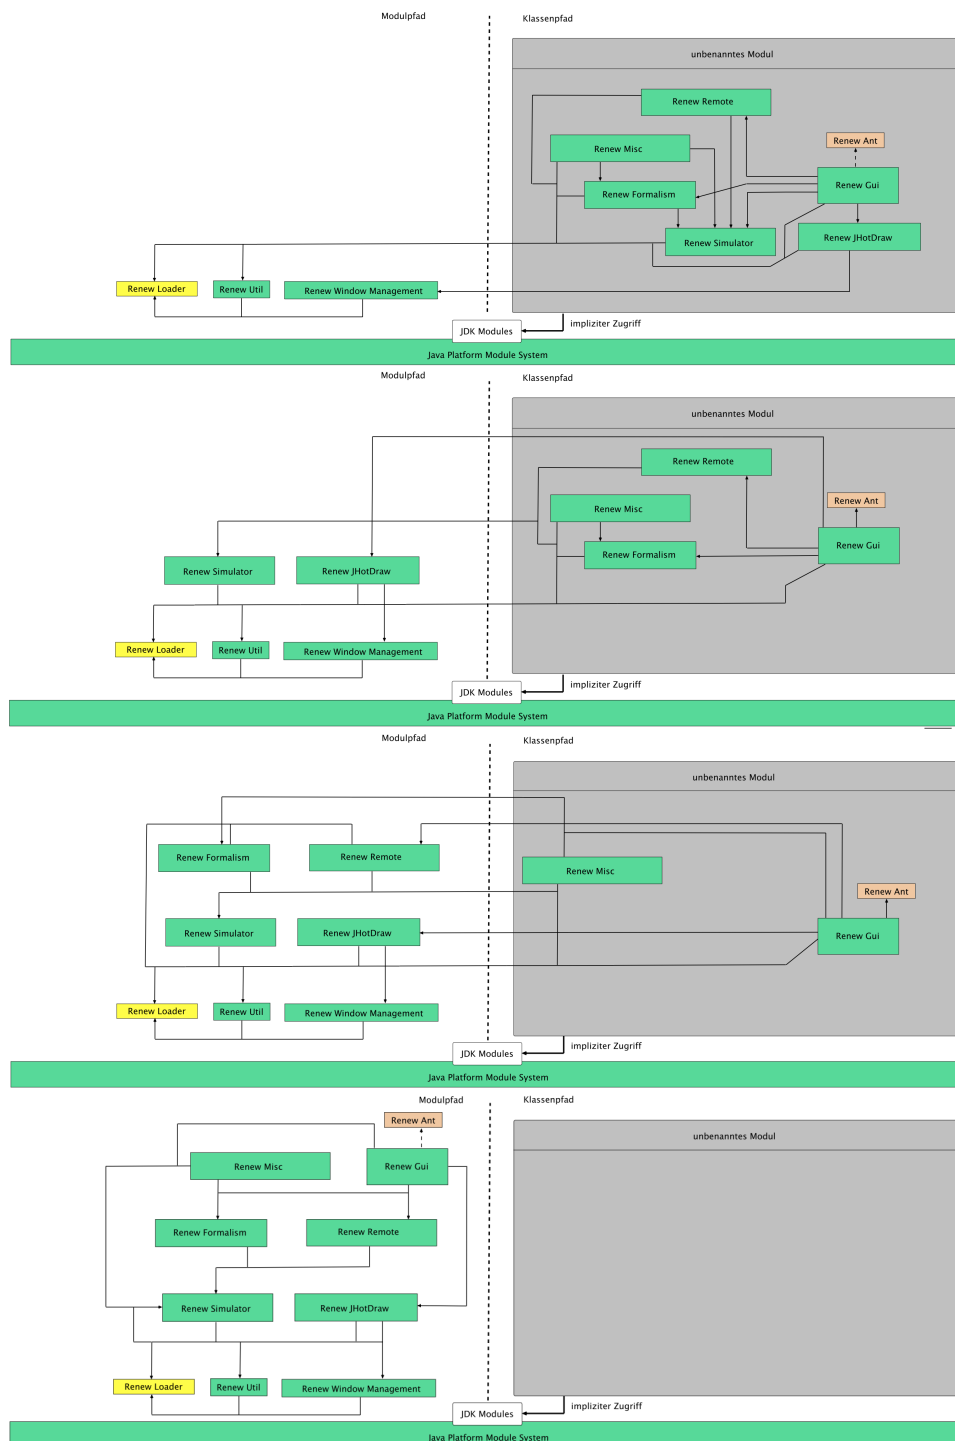 Modulpfad
Klassenpfad
unbenanntes Modul
Renew Remote
Renew Ant
Renew Misc
Renew Gui
Renew Formalism
Renew Simulator
Renew JHotDraw
Renew Loader
Renew Util
Renew Window Management
impliziter Zugriff
JDK Modules
Java Platform Module System
Modulpfad
Klassenpfad
unbenanntes Modul
Renew Remote
Renew Ant
Renew Misc
Renew Gui
Renew Formalism
Renew Simulator
Renew JHotDraw
Renew Loader
Renew Util
Renew Window Management
impliziter Zugriff
JDK Modules
Java Platform Module System
Modulpfad
Klassenpfad
unbenanntes Modul
Renew Formalism
Renew Remote
Renew Misc
Renew Ant
Renew Simulator
Renew JHotDraw
Renew Gui
Renew Loader
Renew Util
Renew Window Management
impliziter Zugriff
JDK Modules
Java Platform Module System
Modulpfad
Klassenpfad
Renew Ant
unbenanntes Modul
Renew Misc
Renew Gui
Renew Formalism
Renew Remote
Renew Simulator
Renew JHotDraw
Renew Loader
Renew Util
Renew Window Management
impliziter Zugriff
JDK Modules
Java Platform Module System